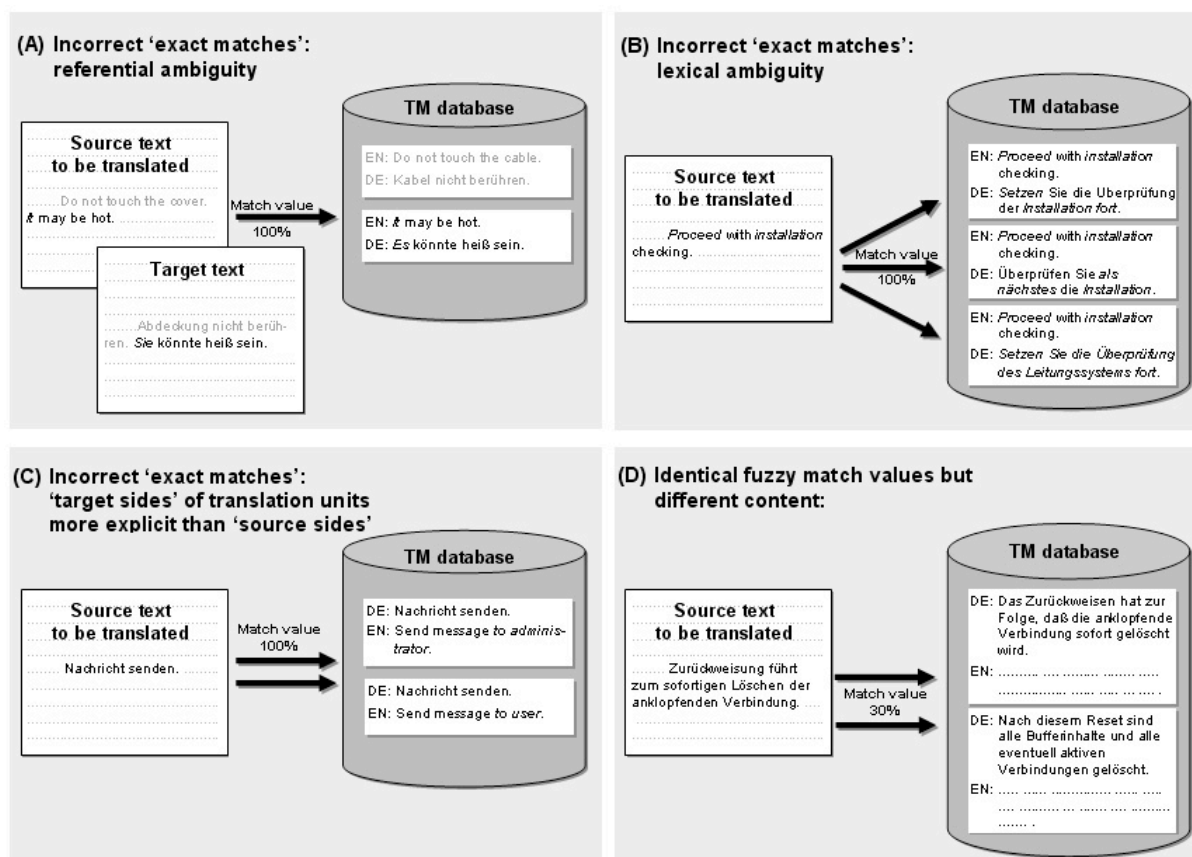 (A) Incorrect ‘exact matches’:
referential ambiguity
TM database
Source text
to be translated
Do not touch the cover.
It may be hot.
Match value
100%
EN: Do not touch the cable.
DE: Kabel nicht berühren.
EN: It may be hot.
DE: Es könnte heiß sein.
Target text
Abdeckung nicht berüh-
ren. Sie könnte heiß sein.
(B) Incorrect ‘exact matches’:
lexical ambiguity
TM database
Source text
to be translated
Proceed with installation
checking.
Match value
100%
EN: Proceed with installation
checking.
DE: Setzen Sie die Uberprüfung
der Installation fort.
EN: Proceed with installation
checking.
DE: Überprüfen Sie als
nächstes die Installation.
EN: Proceed with installation
checking.
DE: Setzen Sie die Überprüfung
des Leitungssystems fort.
(C) Incorrect ‘exact matches’:
‘target sides’ of translation units
more explicit than ‘source sides’
TM database
Source text
to be translated
Nachricht senden.
Match value
100%
DE: Nachricht senden.
EN: Send message to adminis-
trator.
DE: Nachricht senden.
EN: Send message to user.
(D) Identical fuzzy match values but
different content:
TM database
Source text
to be translated
Zurückweisung führt
zum sofortigen Löschen der
anklopfenden Verbindung.
Match value
30%
DE: Das Zurückweisen hat zur
Folge, daß die anklopfende
Verbindung sofort gelöscht
wird.
EN: .......... .... ......... ........ .....
................. ...... ..... ... .... .
DE: Nach diesem Reset sind
alle Bufferinhalte und alle
eventuell aktiven
Verbindungen gelöscht.
EN: ..... ...... .............. ...... .....
.... .......... ... ....... .... ..........
....... .